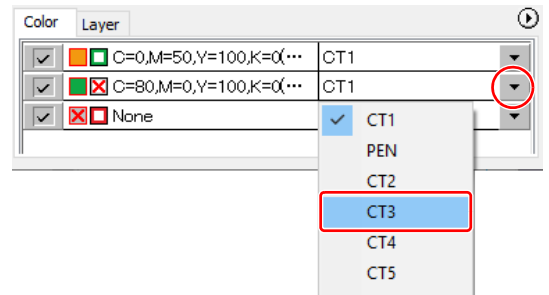 Color Layer
C=0,M=50,Y=100,K=0(… CT1
C=80,M=0,Y=100,K=0(… CT1
None
CT1
PEN
CT2
CT3
CT4
CT5